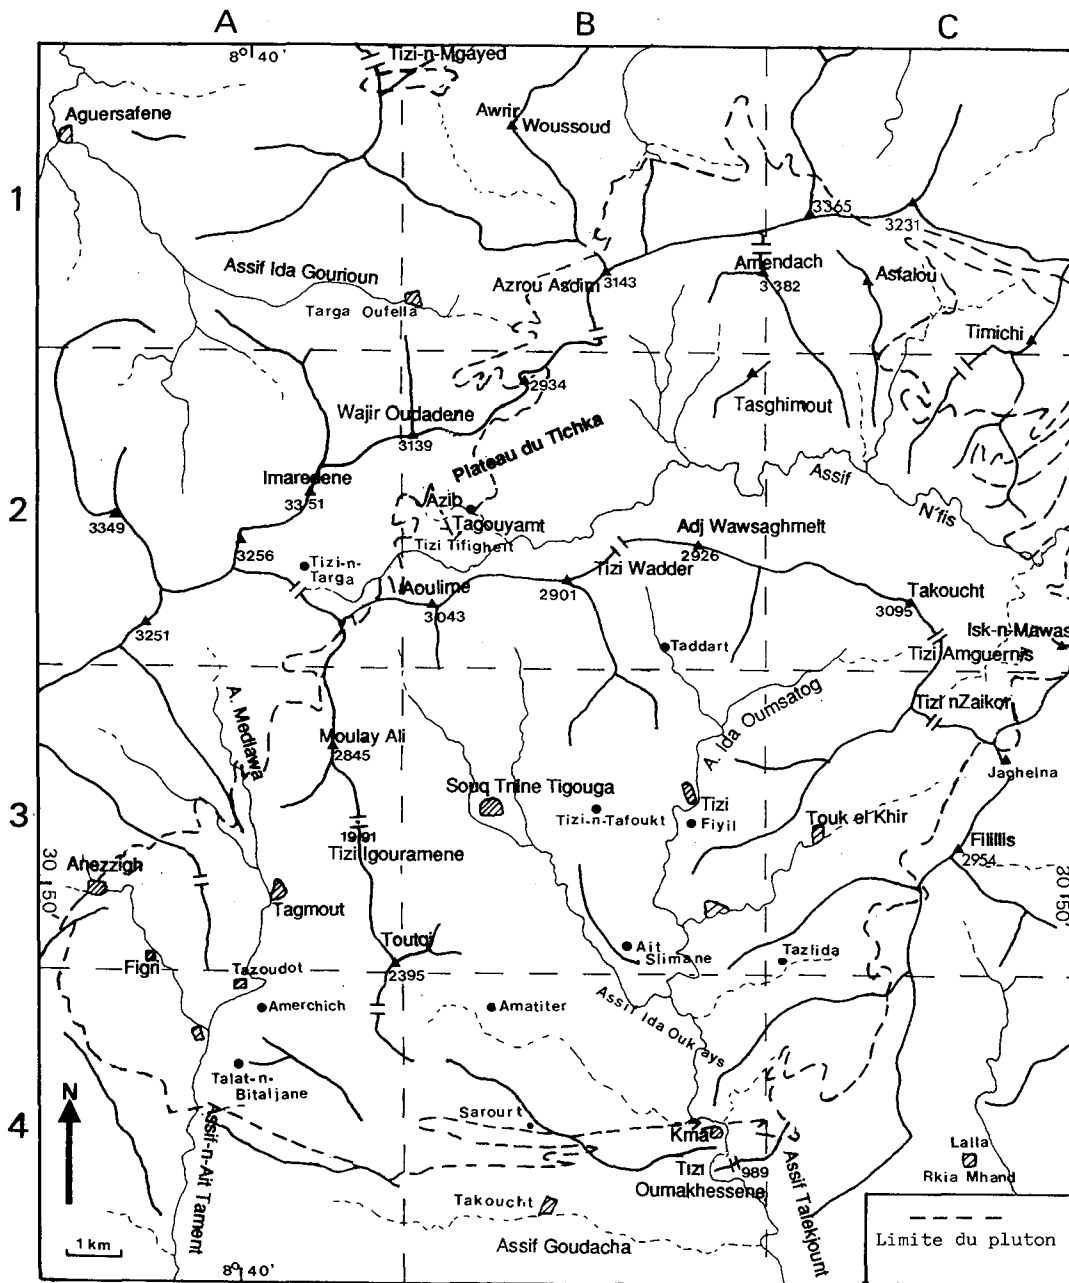 A
B
C
8° 40'
Tizi-n-Mgayed
Aguersafene
Awrir
Woussoud
1
3365
3231
Assif Ida Gourioun
Azrou Asdim
3143
Amendach
3382
Asfalou
Targa Oufella
Timichi
2934
Tasghimout
Wajir Oudadene
3139
Plateau du Tichka
Imaredene
3351
Azib
Tagouyamt
Assif
N'fis
2
3349
3256
Tizi Tifighelt
Adj Wawsaghmelt
2926
Tizi-n-
Targa
Tizi Wadder
2901
Aoulime
3043
Takoucht
3095
3251
Isk-n-Mawas
Taddart
Tizi Amguernis
A. Medlawa
A. Ida Oumsatog
Tizi nZaikor
Moulay Ali
2845
Jaghelna
Souq Tnine Tigouga
Tizi-n-Tafoukt
Tizi
Fiyil
Touk el Khir
3
1991
Tizi Igouramene
Filillis
2954
30° 50'
30° 50'
Ahezzigh
Tagmout
Toutqi
2395
Ait
Slimane
Tazlida
Figri
Tazoudot
Amerchich
Amatiter
Assif Ida Oukays
Talat-n-
Bitaljane
N
4
Sarourt
Kma
Assif-n-Ait Tament
Tizi
Oumakhessene
989
Assif Talekjount
Lalla
Rkia Mhand
Takoucht
1 km
Assif Goudacha
Limite du pluton
8° 40'